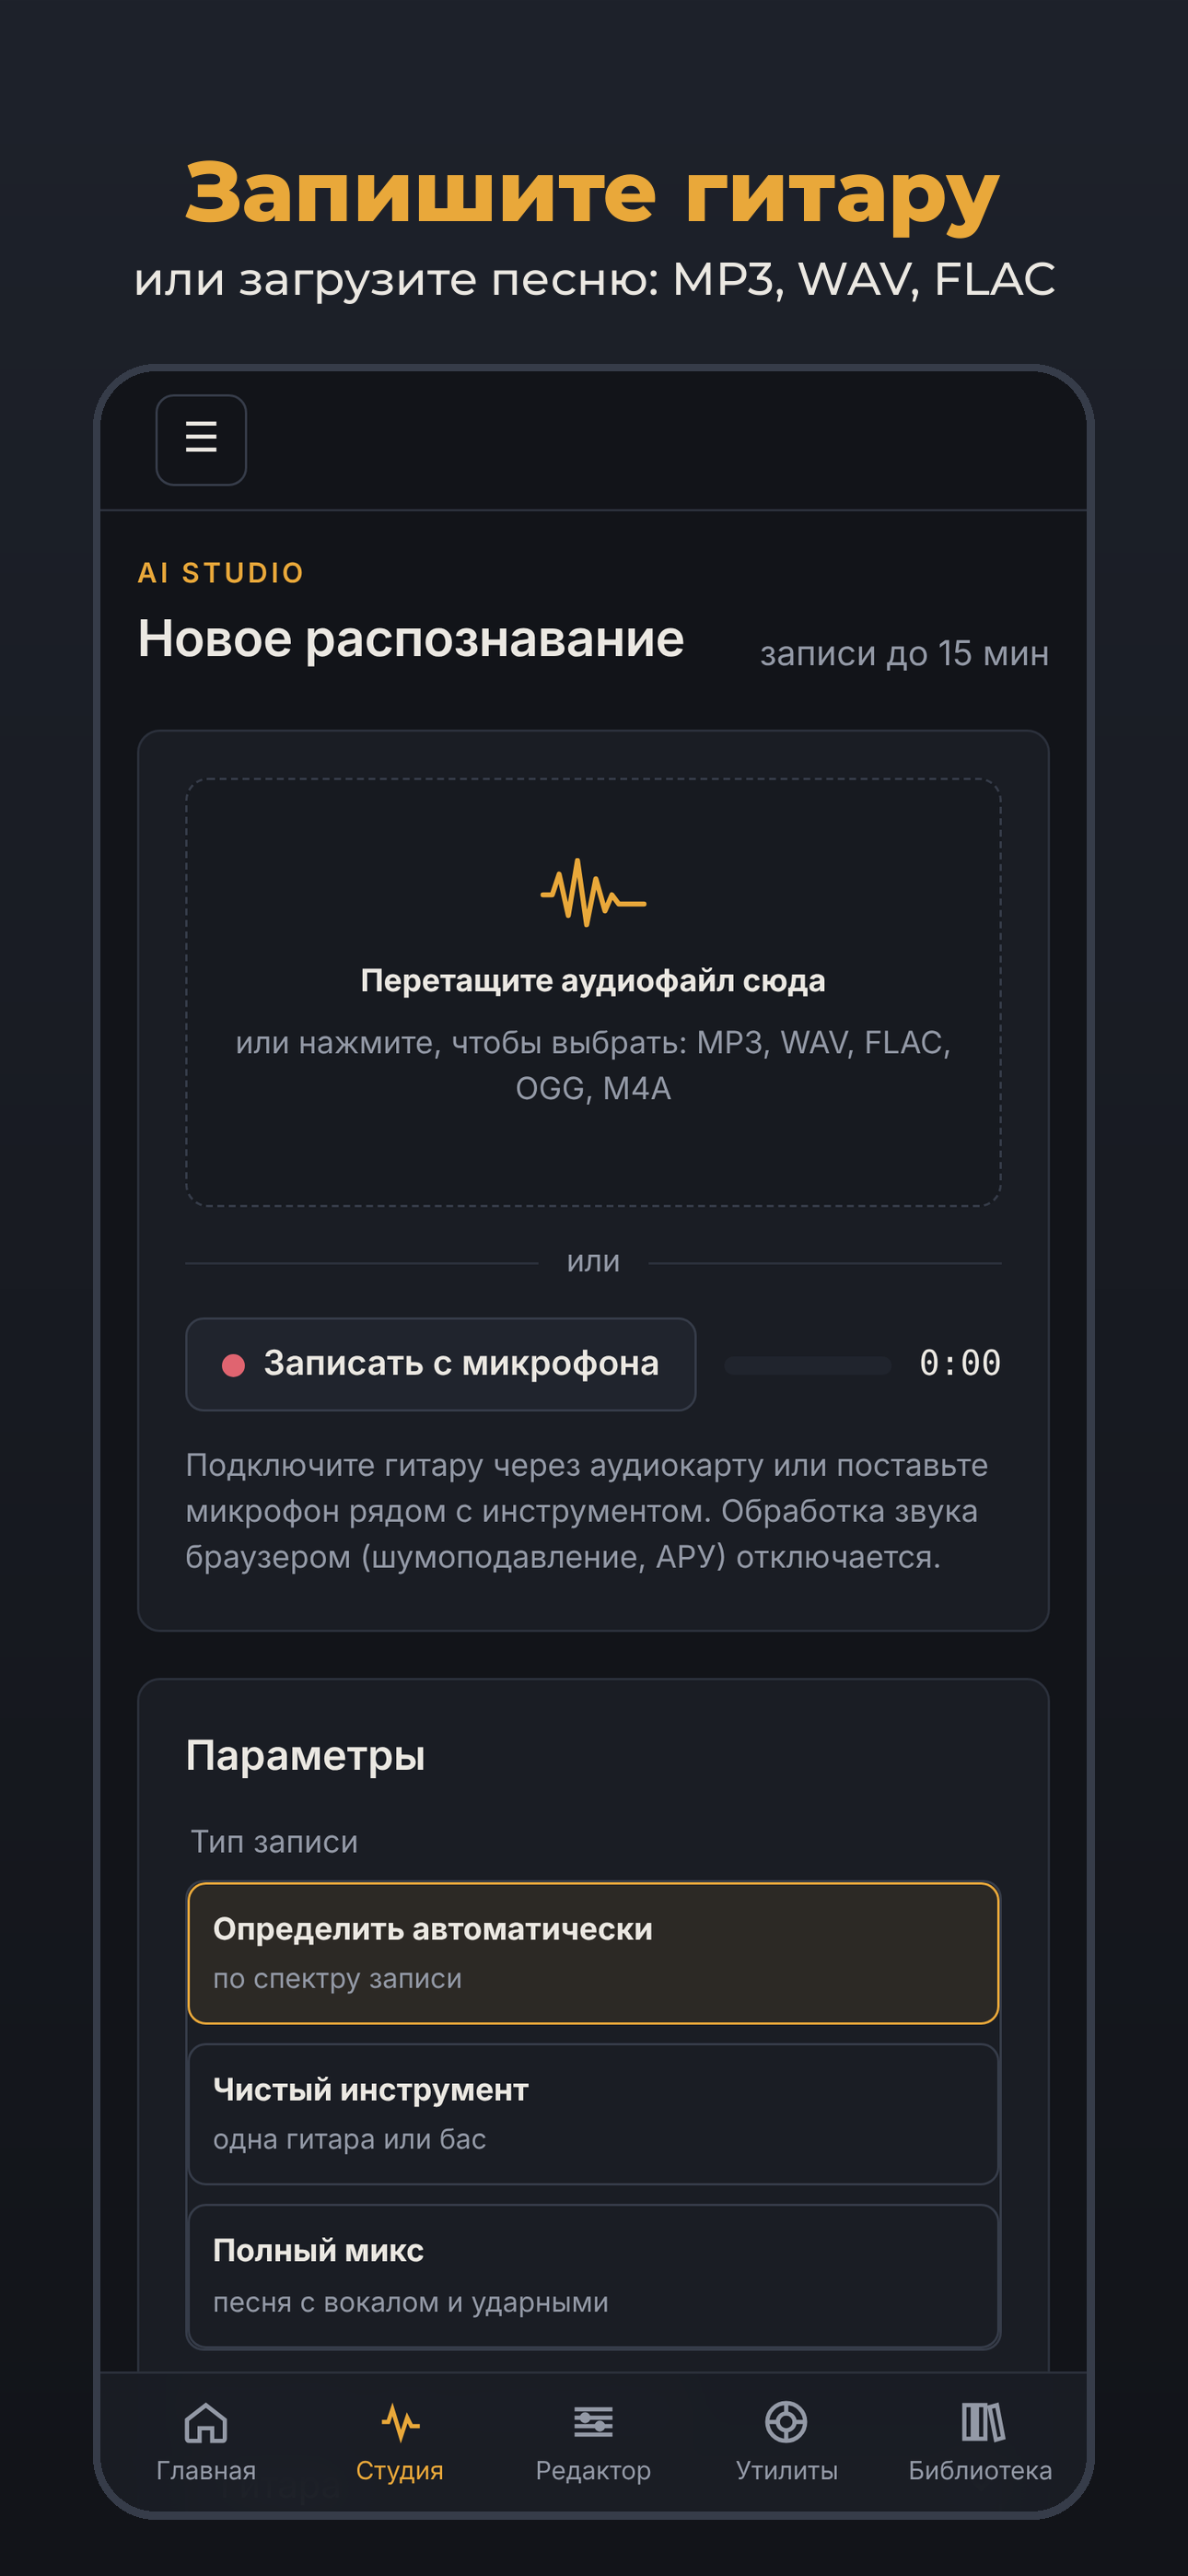 Запишите гитару
или загрузите песню: MP3, WAV, FLAC
AI STUDIO
Новое распознавание
записи до 15 мин
Перетащите аудиофайл сюда
или нажмите, чтобы выбрать: MP3, WAV, FLAC,
OGG, M4A
или
Записать с микрофона
0:00
Подключите гитару через аудиокарту или поставьте
микрофон рядом с инструментом. Обработка звука
браузером (шумоподавление, АРУ) отключается.
Параметры
Тип записи
Определить автоматически
по спектру записи
Чистый инструмент
одна гитара или бас
Полный микс
песня с вокалом и ударными
Главная
Студия
Редактор
Утилиты
Библиотека